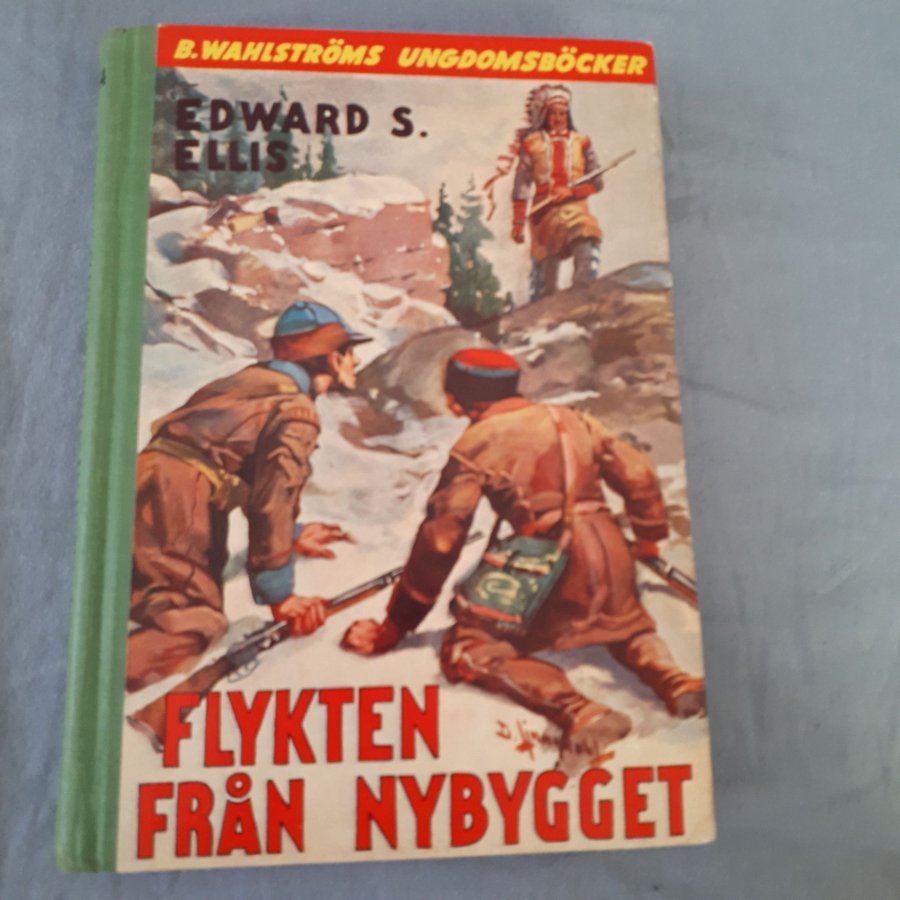 B. WAHLSTRÖMS UNGDOMSBÖCKER
EDWARD S.
ELLIS
FLYKTEN
FRÅN NYBYGGET